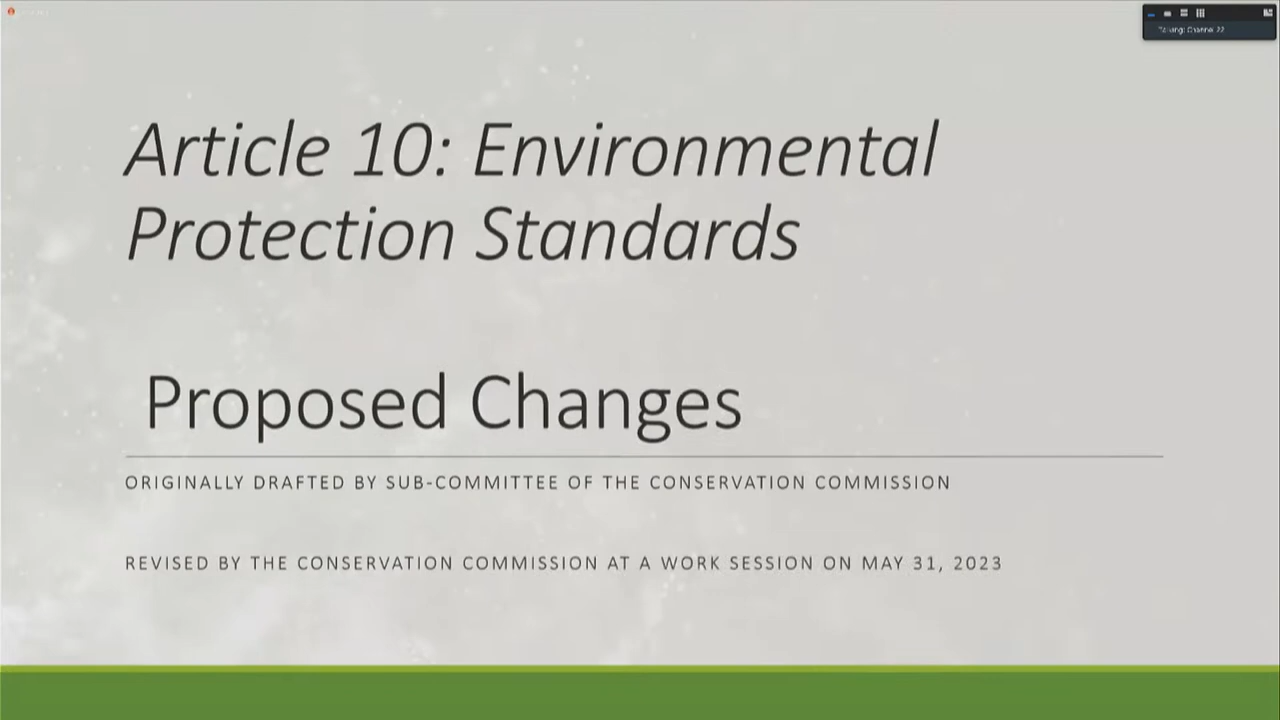 Article 10: Environmental
Protection Standards
Proposed Changes
ORIGINALLY DRAFTED BY SUB-COMMITTEE OF THE CONSERVATION COMMISSION
REVISED BY THE CONSERVATION COMMISSION AT A WORK SESSION ON MAY 31, 2023